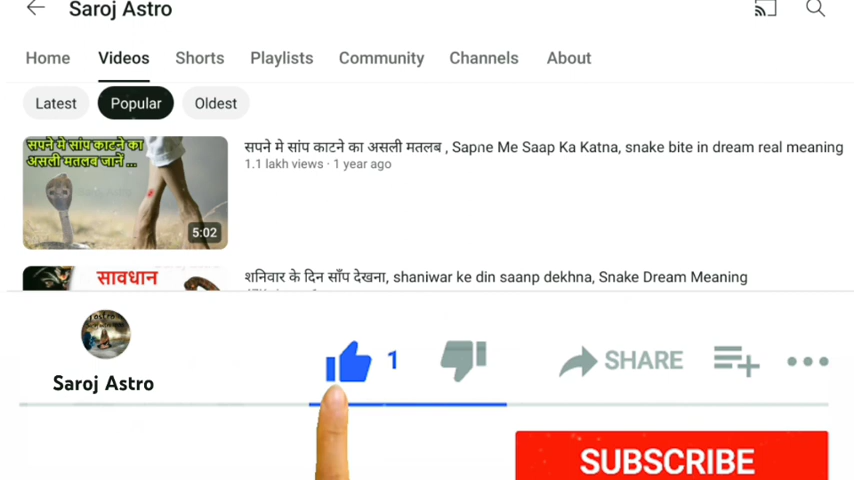 Saroj Astro
Home Videos Shorts Playlists Community Channels About
Latest Popular Oldest
सपने मे सांप काटने का
असली मतलब जानें ...
5:02
सपने मे सांप काटने का असली मतलब , Sapne Me Saap Ka Katna, snake bite in dream real meaning
1.1 lakh views · 1 year ago
सावधान
शनिवार के दिन साँप देखना, shaniwar ke din saanp dekhna, Snake Dream Meaning
Saroj Astro
1
SHARE
SUBSCRIBE